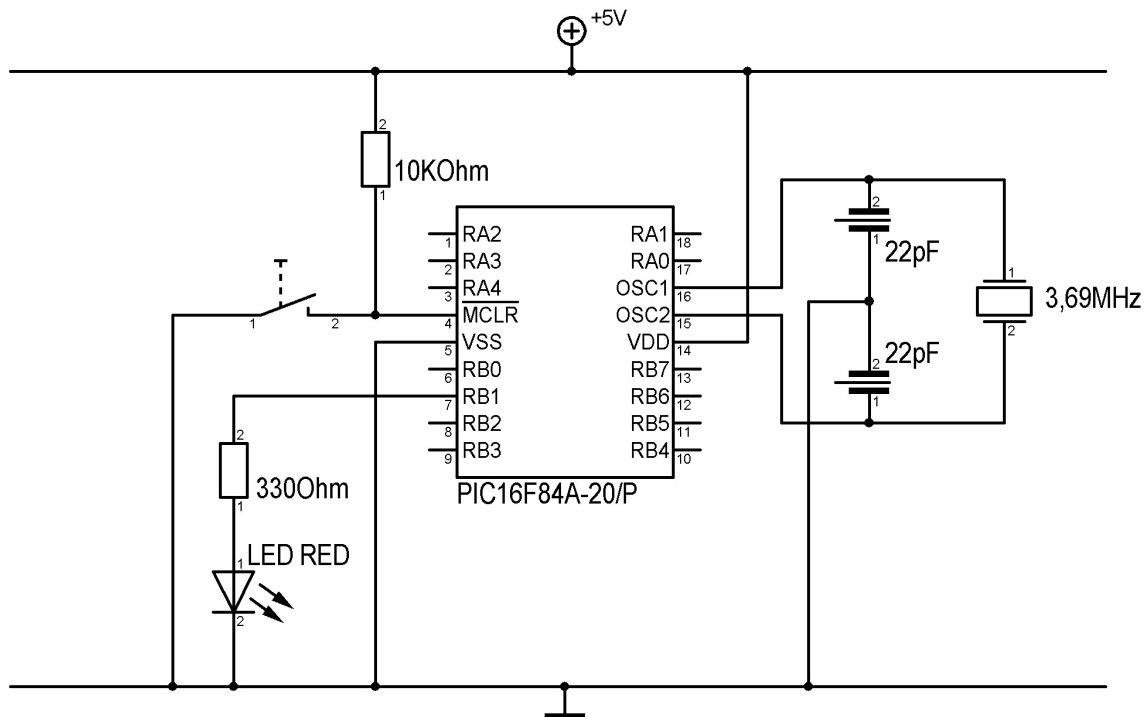 +5V
2
10KOhm
1
RA2
1
RA3
2
RA4
3
MCLR
4
VSS
5
RB0
6
RB1
7
RB2
8
RB3
9
RA1
18
RA0
17
OSC1
16
OSC2
15
VDD
14
RB7
13
RB6
12
RB5
11
RB4
10
PIC16F84A-20/P
1
2
2
330Ohm
1
LED RED
1
2
2
1
22pF
2
22pF
1
1
3,69MHz
2